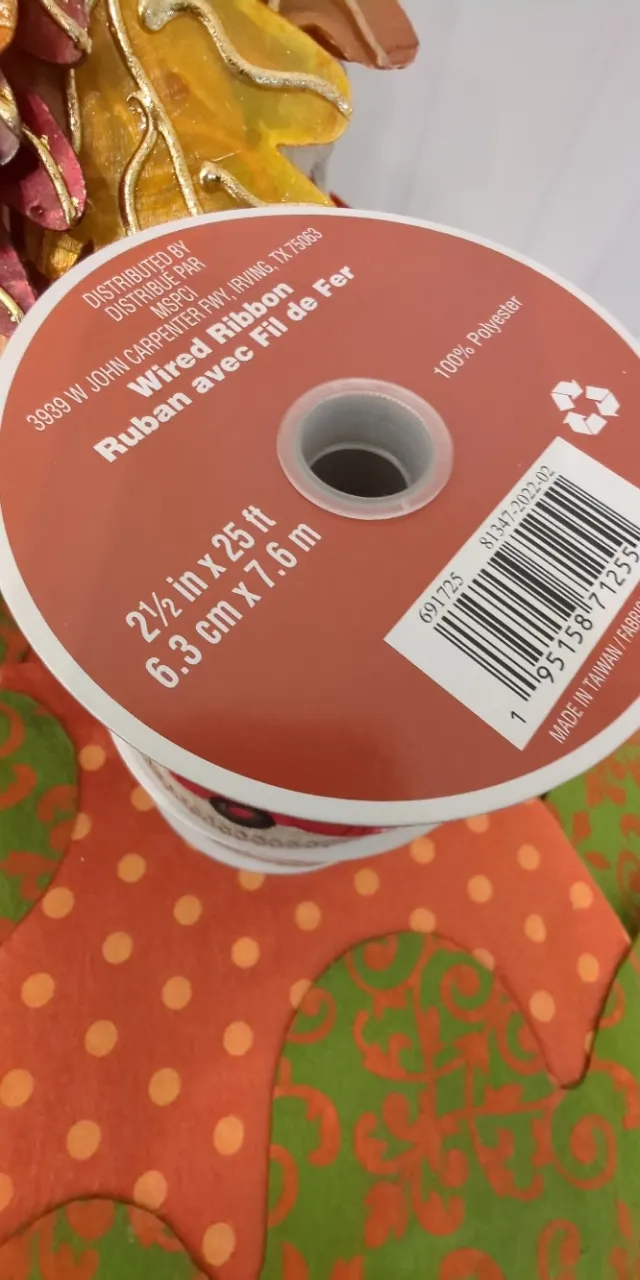 DISTRIBUTED BY
DISTRIBUÉ PAR
MSPCI
3939 W JOHN CARPENTER FWY, IRVING, TX 75063
Wired Ribbon
Ruban avec Fil de Fer
100% Polyester
2½ in x 25 ft
6.3 cm x 7.6 m
691725 81347-2022-02
1 95158 71255
MADE IN TAIWAN /